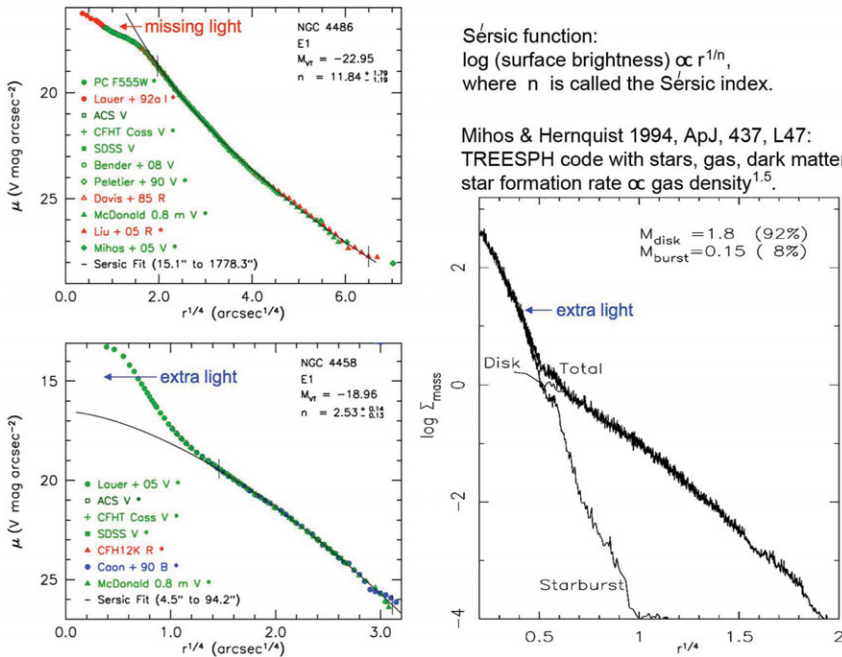 missing light
NGC 4486
E1
M_VT = −22.95
n = 11.84 + 1.79 − 1.19
PC F555W *
Lauer + 92a I *
ACS V
CFHT Cass V *
SDSS V
Bender + 08 V
Peletier + 90 V *
Davis + 85 R
McDonald 0.8 m V *
Liu + 05 R *
Mihos + 05 V *
– Sersic Fit (15.1" to 1778.3")
μ (V mag arcsec⁻²)
20
25
0.0 2.0 4.0 6.0
r^1/4 (arcsec^1/4)
extra light
NGC 4458
E1
M_VT = −18.96
n = 2.53 + 0.14 − 0.13
Lauer + 05 V *
ACS V *
CFHT Cass V *
SDSS V *
CFH12K R *
Caon + 90 B *
McDonald 0.8 m V *
– Sersic Fit (4.5" to 94.2")
μ (V mag arcsec⁻²)
15
20
25
0.0 1.0 2.0 3.0
r^1/4 (arcsec^1/4)
Sérsic function:
log (surface brightness) ∝ r^1/n,
where n is called the Sérsic index.
Mihos & Hernquist 1994, ApJ, 437, L47:
TREESPH code with stars, gas, dark matter
star formation rate ∝ gas density^1.5.
M_disk =1.8 (92%)
M_burst=0.15 ( 8%)
extra light
Disk
Total
Starburst
log Σ_mass
2
0
−2
−4
0.5 1 1.5 2
r^1/4